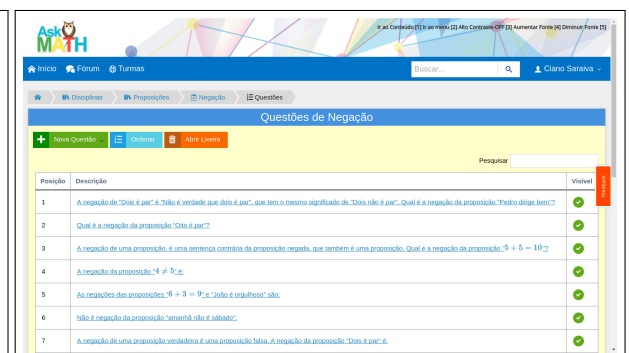 Ir ao Conteúdo [1] Ir ao menu [2] Alto Contraste-OFF [3] Aumentar Fonte [4] Diminuir Fonte [5]
Ask
MATH
Início Fórum Turmas Buscar... Ciano Saraiva
Disciplinas Proposições Negação Questões
Questões de Negação
Nova Questão Ordenar Abrir Lixeira
Pesquisar
Feedback
Posição Descrição Visível
1 A negação de "Dois é par" é "Não é verdade que dois é par", que tem o mesmo significado de "Dois não é par". Qual é a negação da proposição "Pedro dirige bem"?
2 Qual é a negação da proposição "Oito é par"?
3 A negação de uma proposição, é uma sentença contrária da proposição negada, que também é uma proposição. Qual é a negação da proposição "5 + 5 = 10"?
4 A negação da proposição "4 ≠ 5" é:
5 As negações das proposições "6 + 3 = 9" e "João é orgulhoso" são:
6 Não é negação da proposição "amanhã não é sábado":
7 A negação de uma proposição verdadeira é uma proposição falsa. A negação da proposição "Dois é par" é: